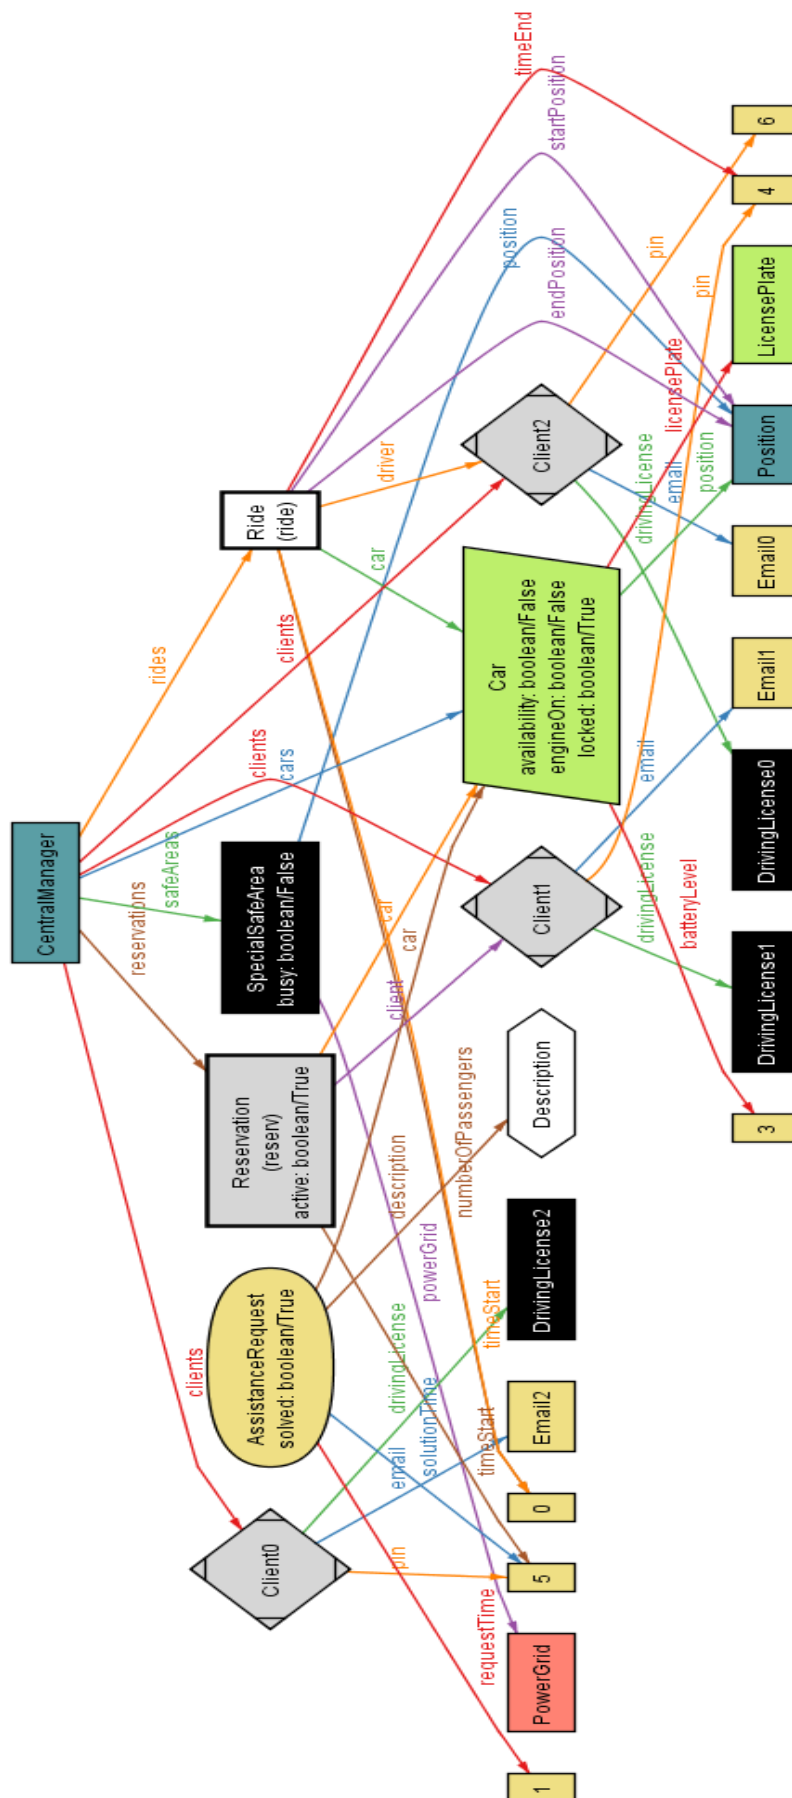 CentralManager
rides
clients
clients
cars
safeAreas
reservations
clients
Ride
(ride)
SpecialSafeArea
busy: boolean/False
Reservation
(reserv)
active: boolean/True
AssistanceRequest
solved: boolean/True
Client0
timeEnd
startPosition
position
endPosition
driver
car
car
car
client
numberOfPassengers
description
powerGrid
drivingLicense
timeStart
timeStart
solutionTime
email
pin
requestTime
Client2
Car
availability: boolean/False
engineOn: boolean/False
locked: boolean/True
Client1
Description
DrivingLicense2
Email2
0
5
PowerGrid
1
pin
pin
licensePlate
position
email
drivingLicense
email
drivingLicense
batteryLevel
6
4
LicensePlate
Position
Email0
Email1
DrivingLicense0
DrivingLicense1
3